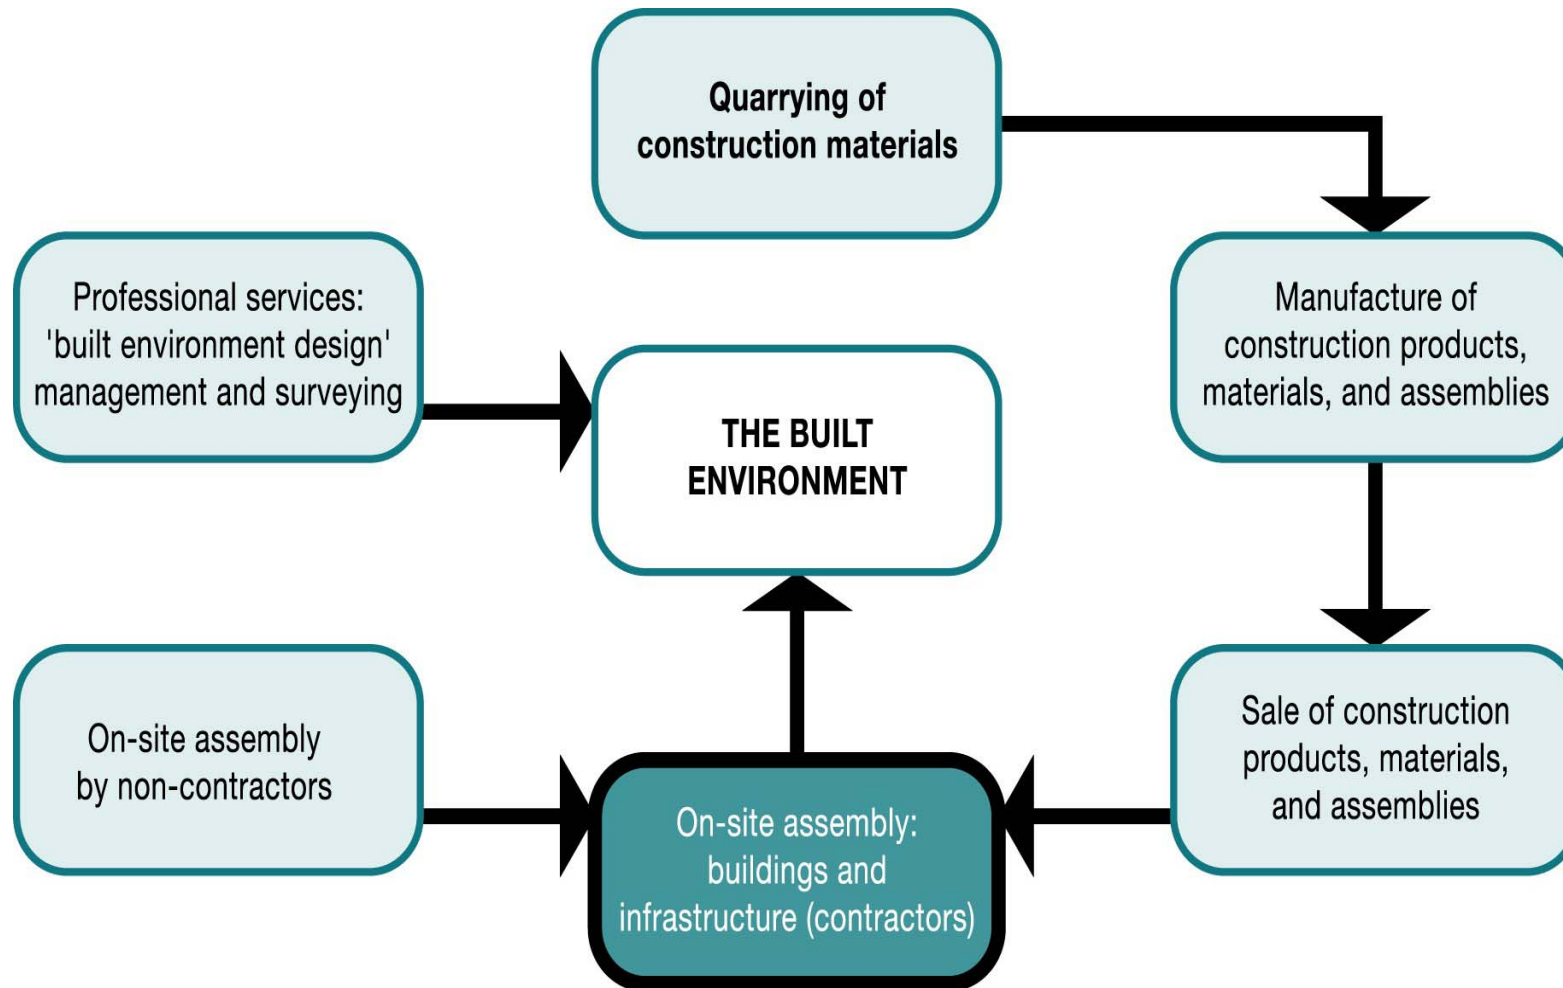 Quarrying of
construction materials
Professional services:
'built environment design'
management and surveying
Manufacture of
construction products,
materials, and assemblies
THE BUILT
ENVIRONMENT
On-site assembly
by non-contractors
Sale of construction
products, materials,
and assemblies
On-site assembly:
buildings and
infrastructure (contractors)